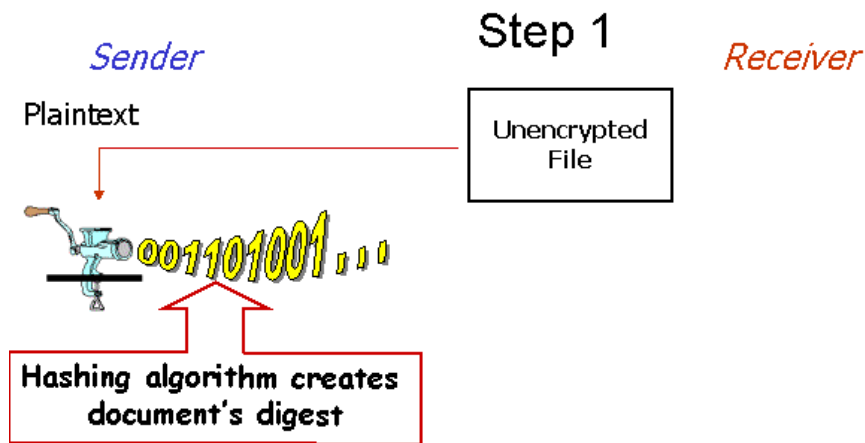 Step 1
Sender
Receiver
Plaintext
Unencrypted
File
001101001...
Hashing algorithm creates
document's digest